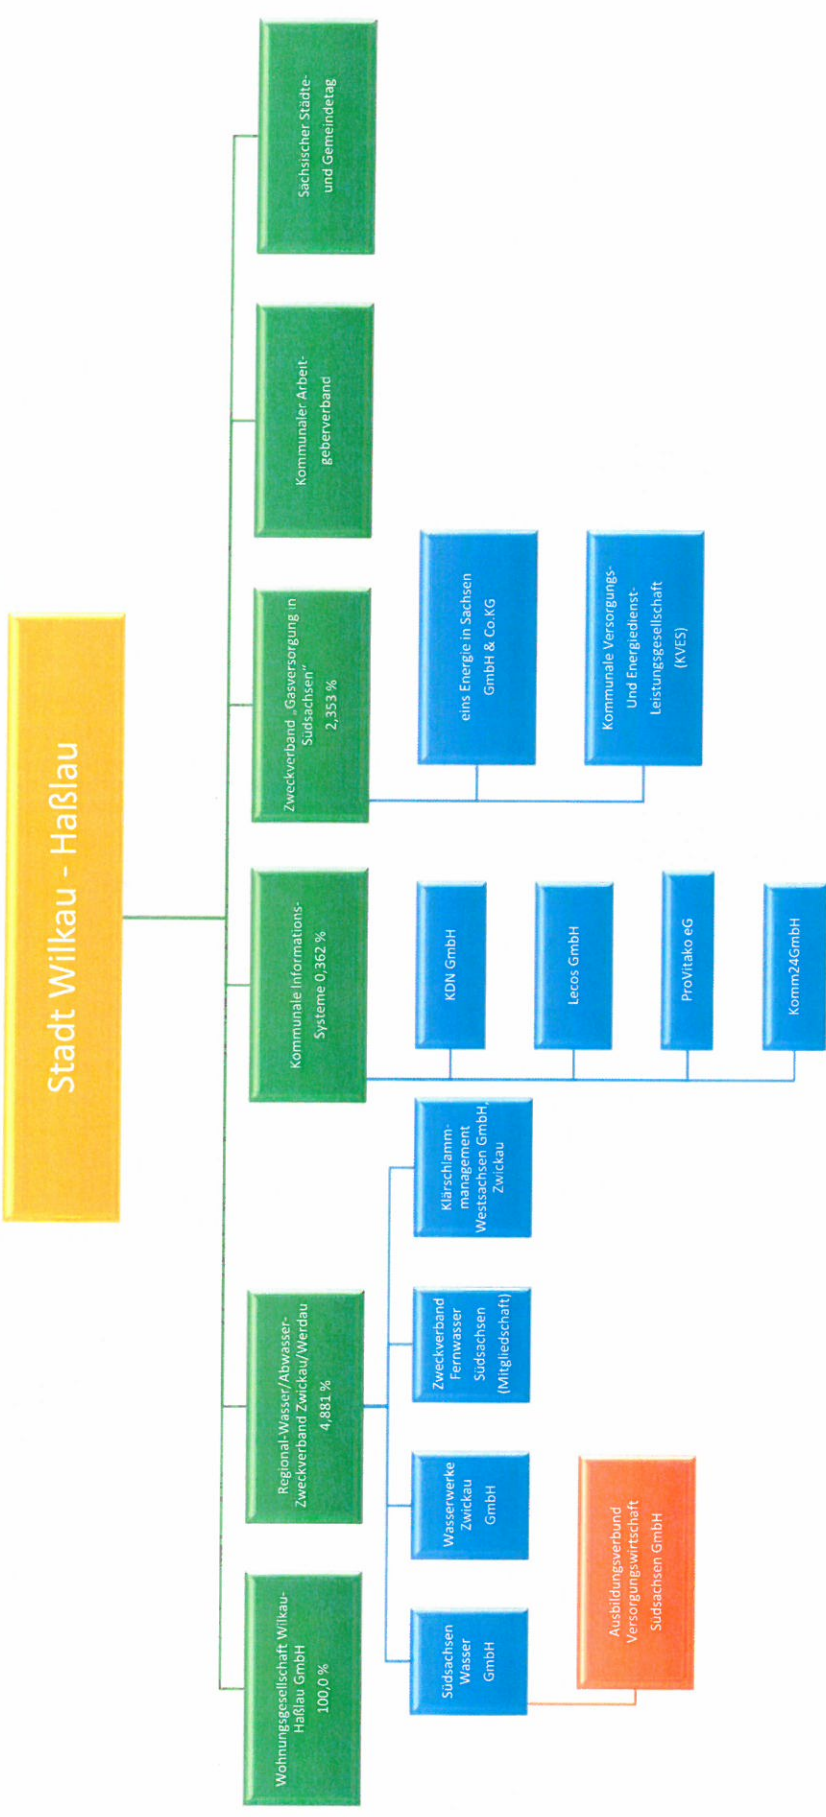 Stadt Wilkau - Haßlau
Wohnungsgesellschaft Wilkau-
Haßlau GmbH
100,0 %
Regional-Wasser/Abwasser-
Zweckverband Zwickau/Werdau
4,881 %
Kommunale Informations-
Systeme 0,362 %
Zweckverband „Gasversorgung in
Südsachsen“
2,353 %
Kommunaler Arbeit-
geberverband
Sächsischer Städte-
und Gemeindetag
Südsachsen
Wasser
GmbH
Wasserwerke
Zwickau
GmbH
Zweckverband
Fernwasser
Südsachsen
(Mitgliedschaft)
Klärschlamm-
management
Westsachsen GmbH,
Zwickau
KDN GmbH
Lecos GmbH
ProVitako eG
Komm24GmbH
eins Energie in Sachsen
GmbH & Co.KG
Kommunale Versorgungs-
Und Energiedienst-
Leistungsgesellschaft
(KVES)
Ausbildungsverbund
Versorgungswirtschaft
Südsachsen GmbH